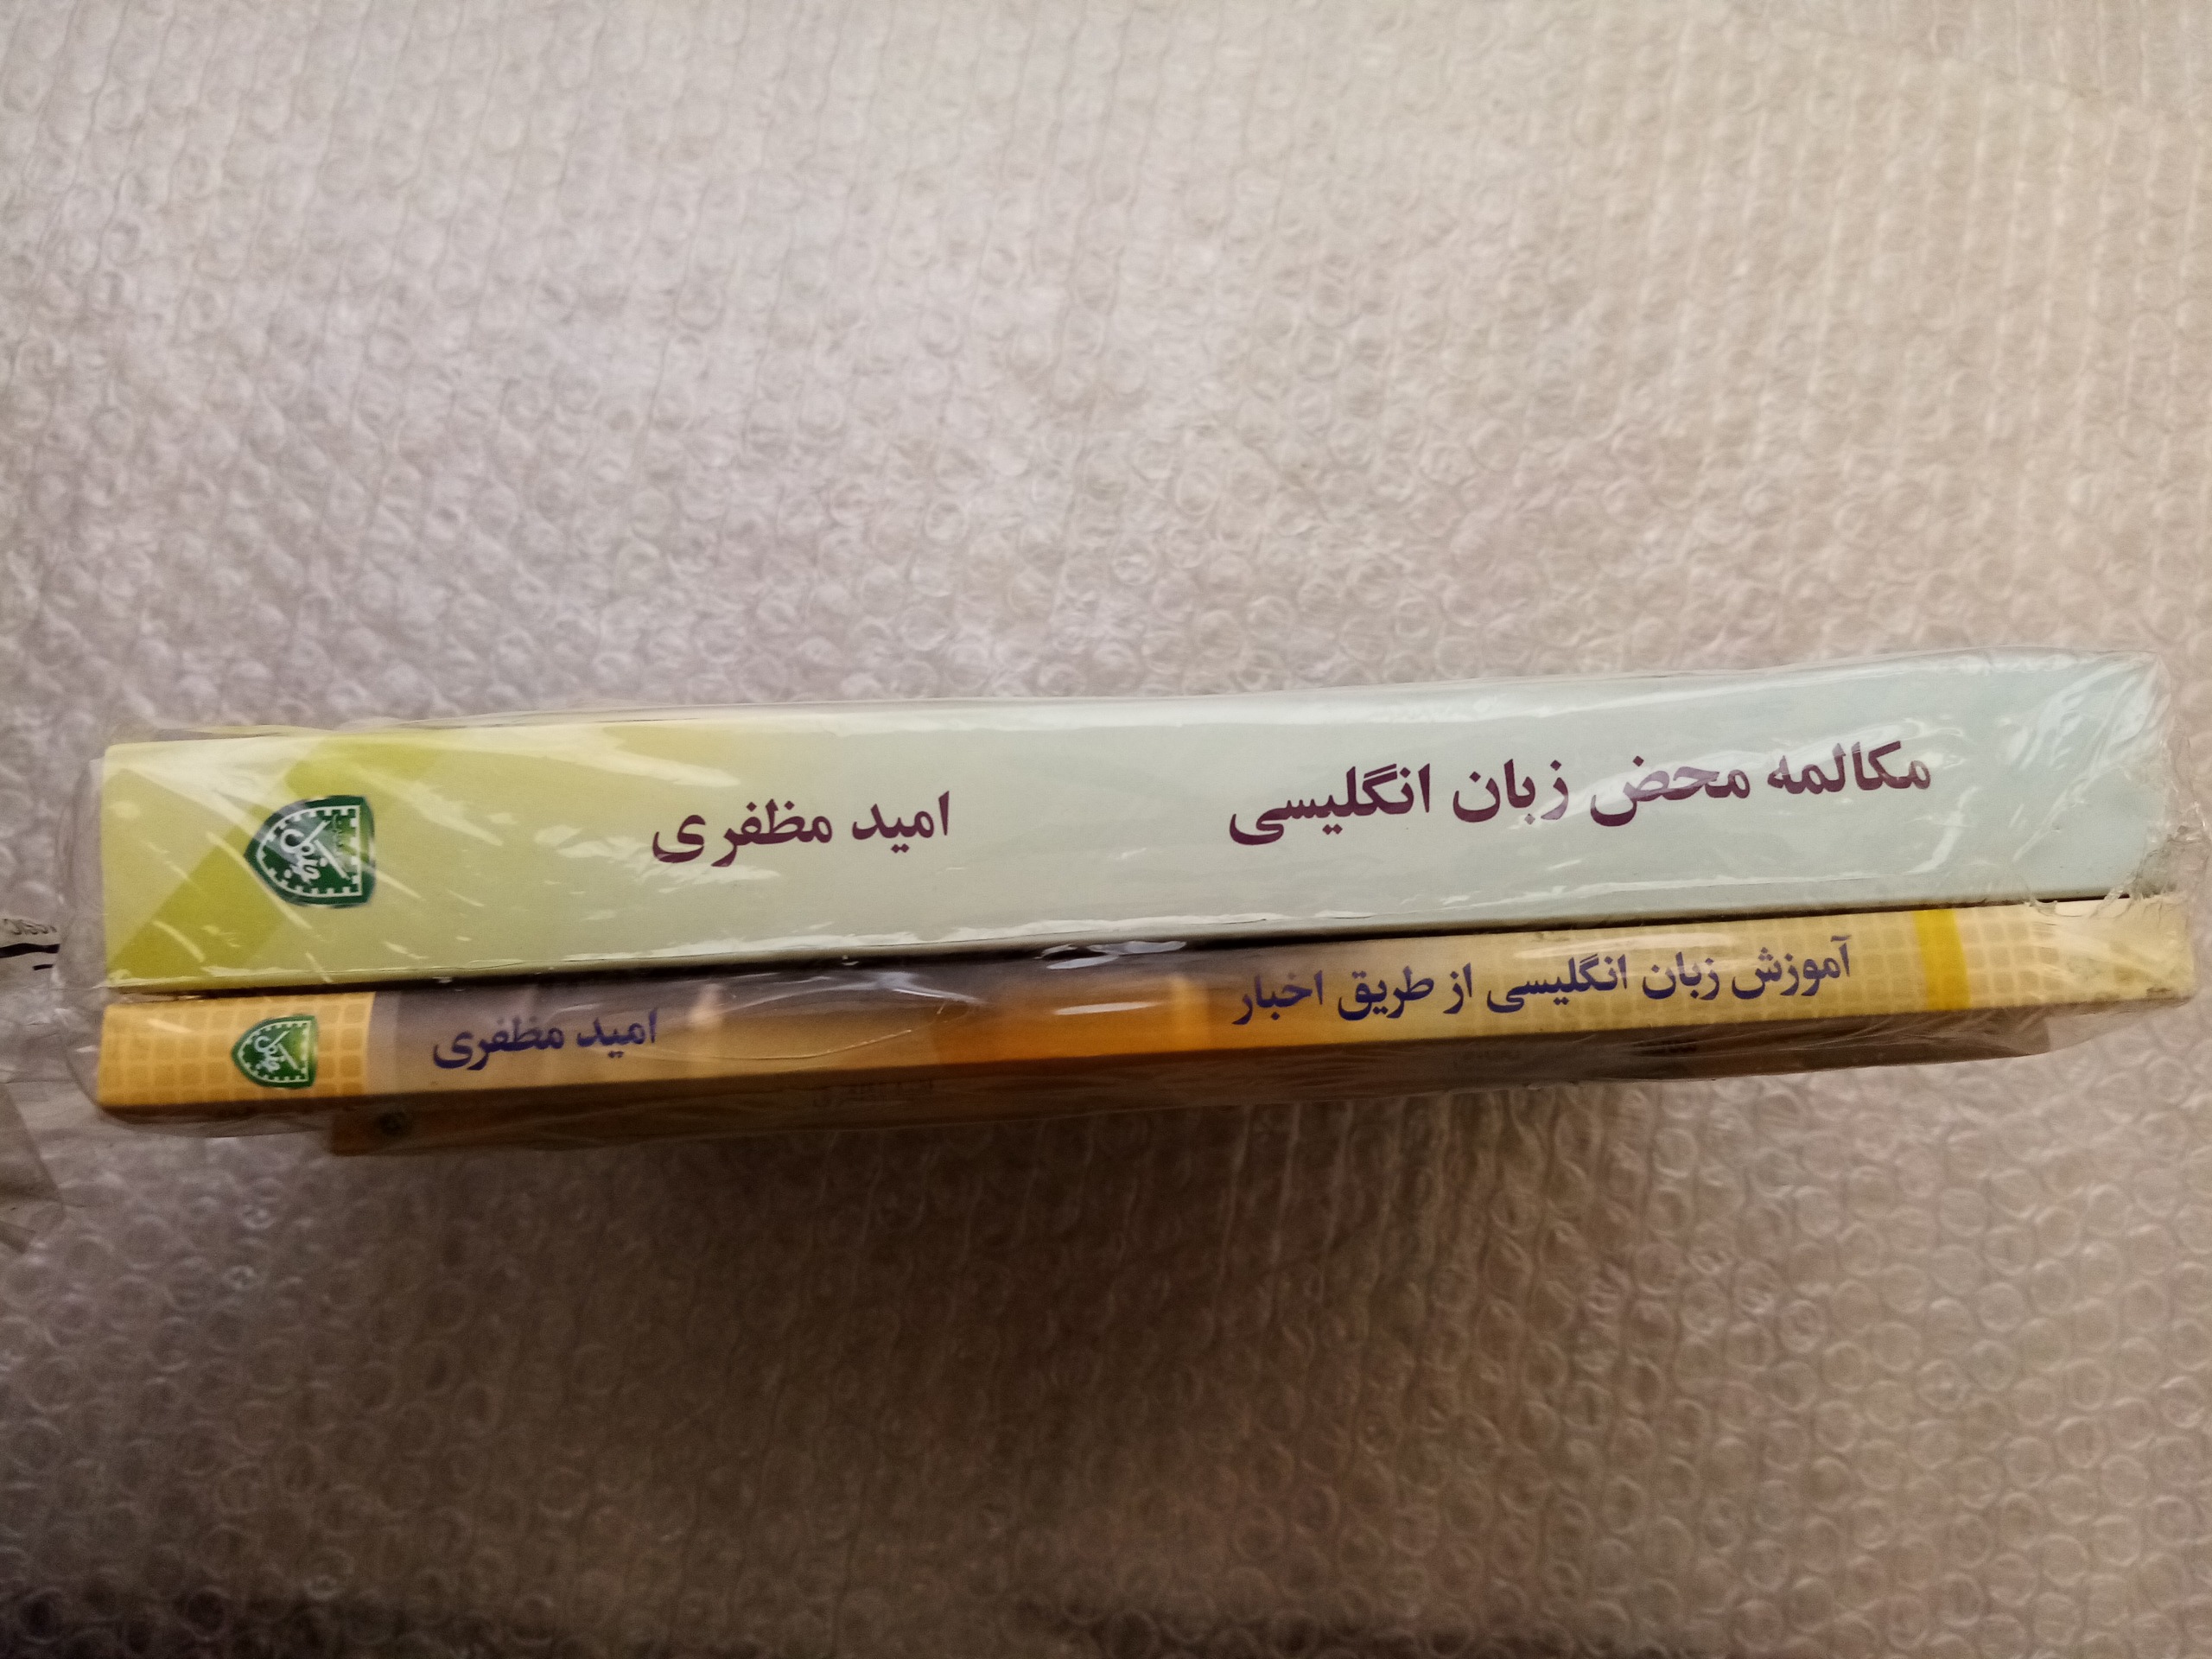 مکالمه محض زبان انگلیسی امید مظفری
آموزش زبان انگلیسی از طریق اخبار امید مظفری